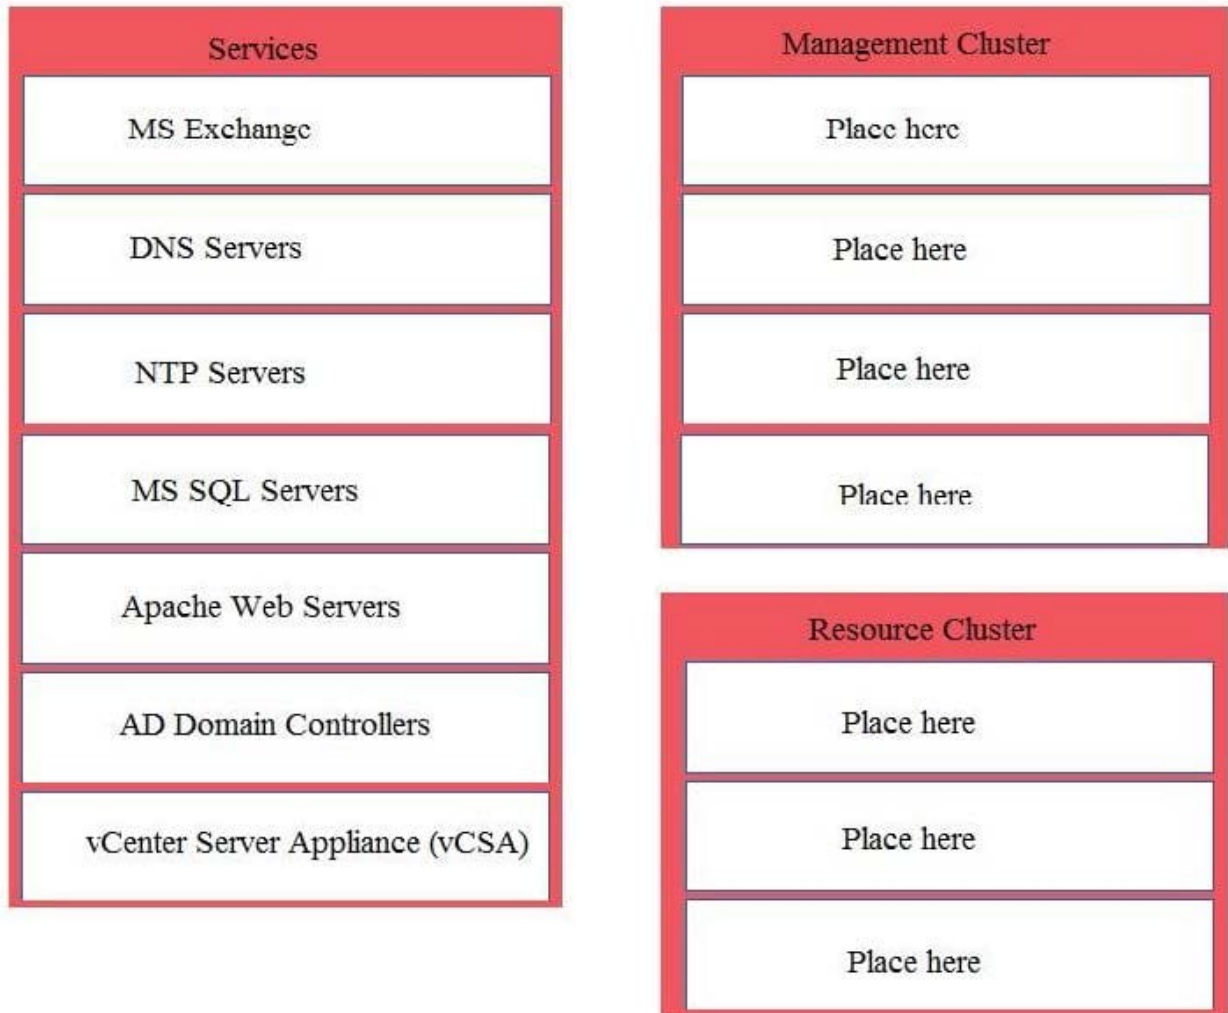 Services
MS Exchange
DNS Servers
NTP Servers
MS SQL Servers
Apache Web Servers
AD Domain Controllers
vCenter Server Appliance (vCSA)
Management Cluster
Place here
Place here
Place here
Place here
Resource Cluster
Place here
Place here
Place here